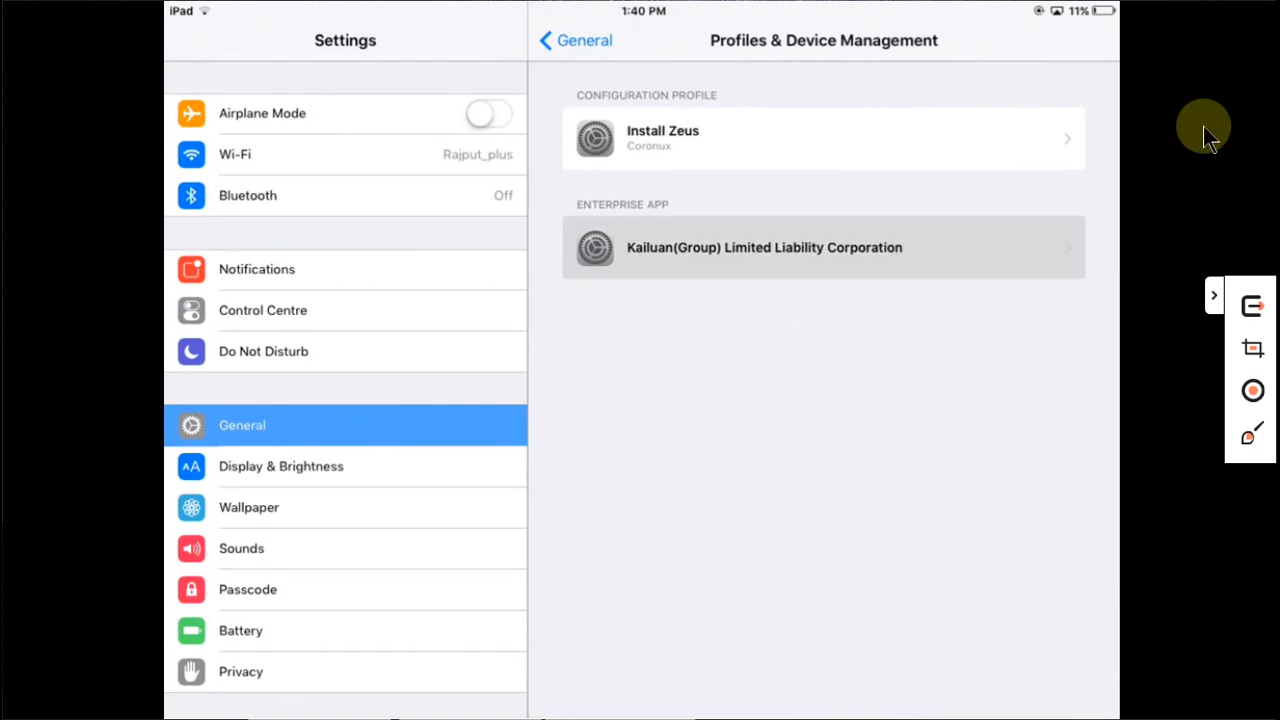 iPad
1:40 PM
11%
Settings
General
Profiles & Device Management
Airplane Mode
Wi-Fi
Rajput_plus
Bluetooth
Off
Notifications
Control Centre
Do Not Disturb
General
AA Display & Brightness
Wallpaper
Sounds
Passcode
Battery
Privacy
CONFIGURATION PROFILE
Install Zeus
Coronux
ENTERPRISE APP
Kailuan(Group) Limited Liability Corporation